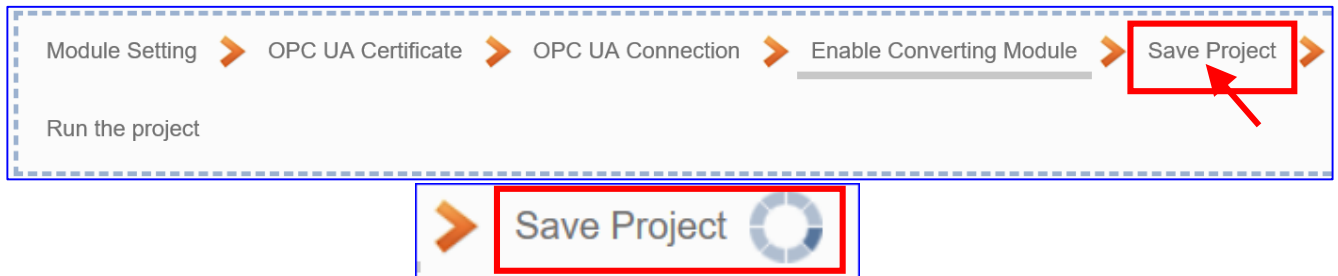 Module Setting OPC UA Certificate OPC UA Connection Enable Converting Module Save Project
Run the project
Save Project